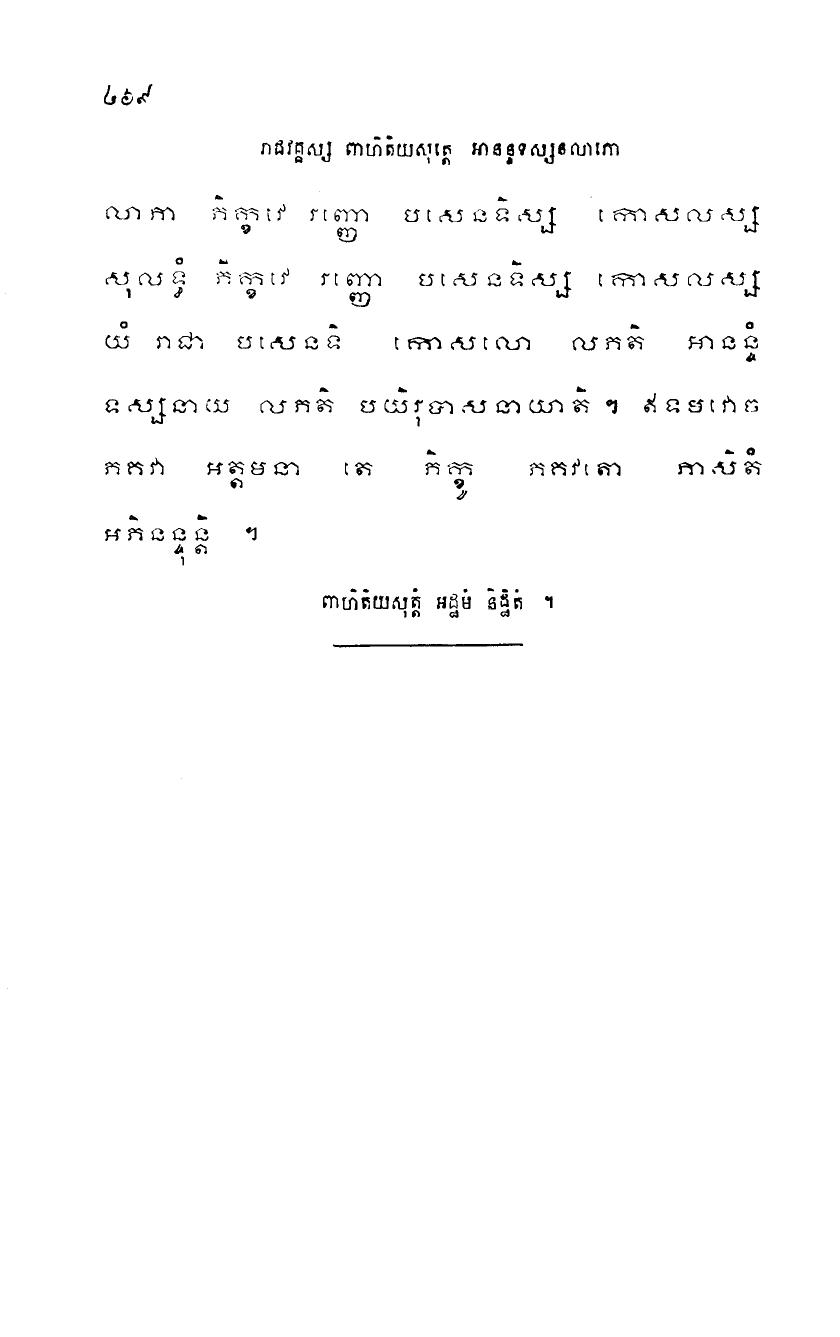 ៤៦៩
រាជវគ្គស្ស ពាហិតិយសុត្តេ អានន្ទទស្សនលាភោ
លាភា ភិក្ខវេ រញ្ញោ បសេនទិស្ស កោសលស្ស
សុលទ្ធំ ភិក្ខវេ រញ្ញោ បសេនទិស្ស កោសលស្ស
យំ រាជា បសេនទិ កោសលោ លភតិ អានន្ទំ
ទស្សនាយ លភតិ បយិរុបាសនាយាតិ ។ ឥទមវោច
ភគវា អត្តមនា តេ ភិក្ខូ ភគវតោ ភាសិតំ
អភិនន្ទុន្តិ ។
ពាហិតិយសុត្តំ អដ្ឋមំ និដ្ឋិតំ ។